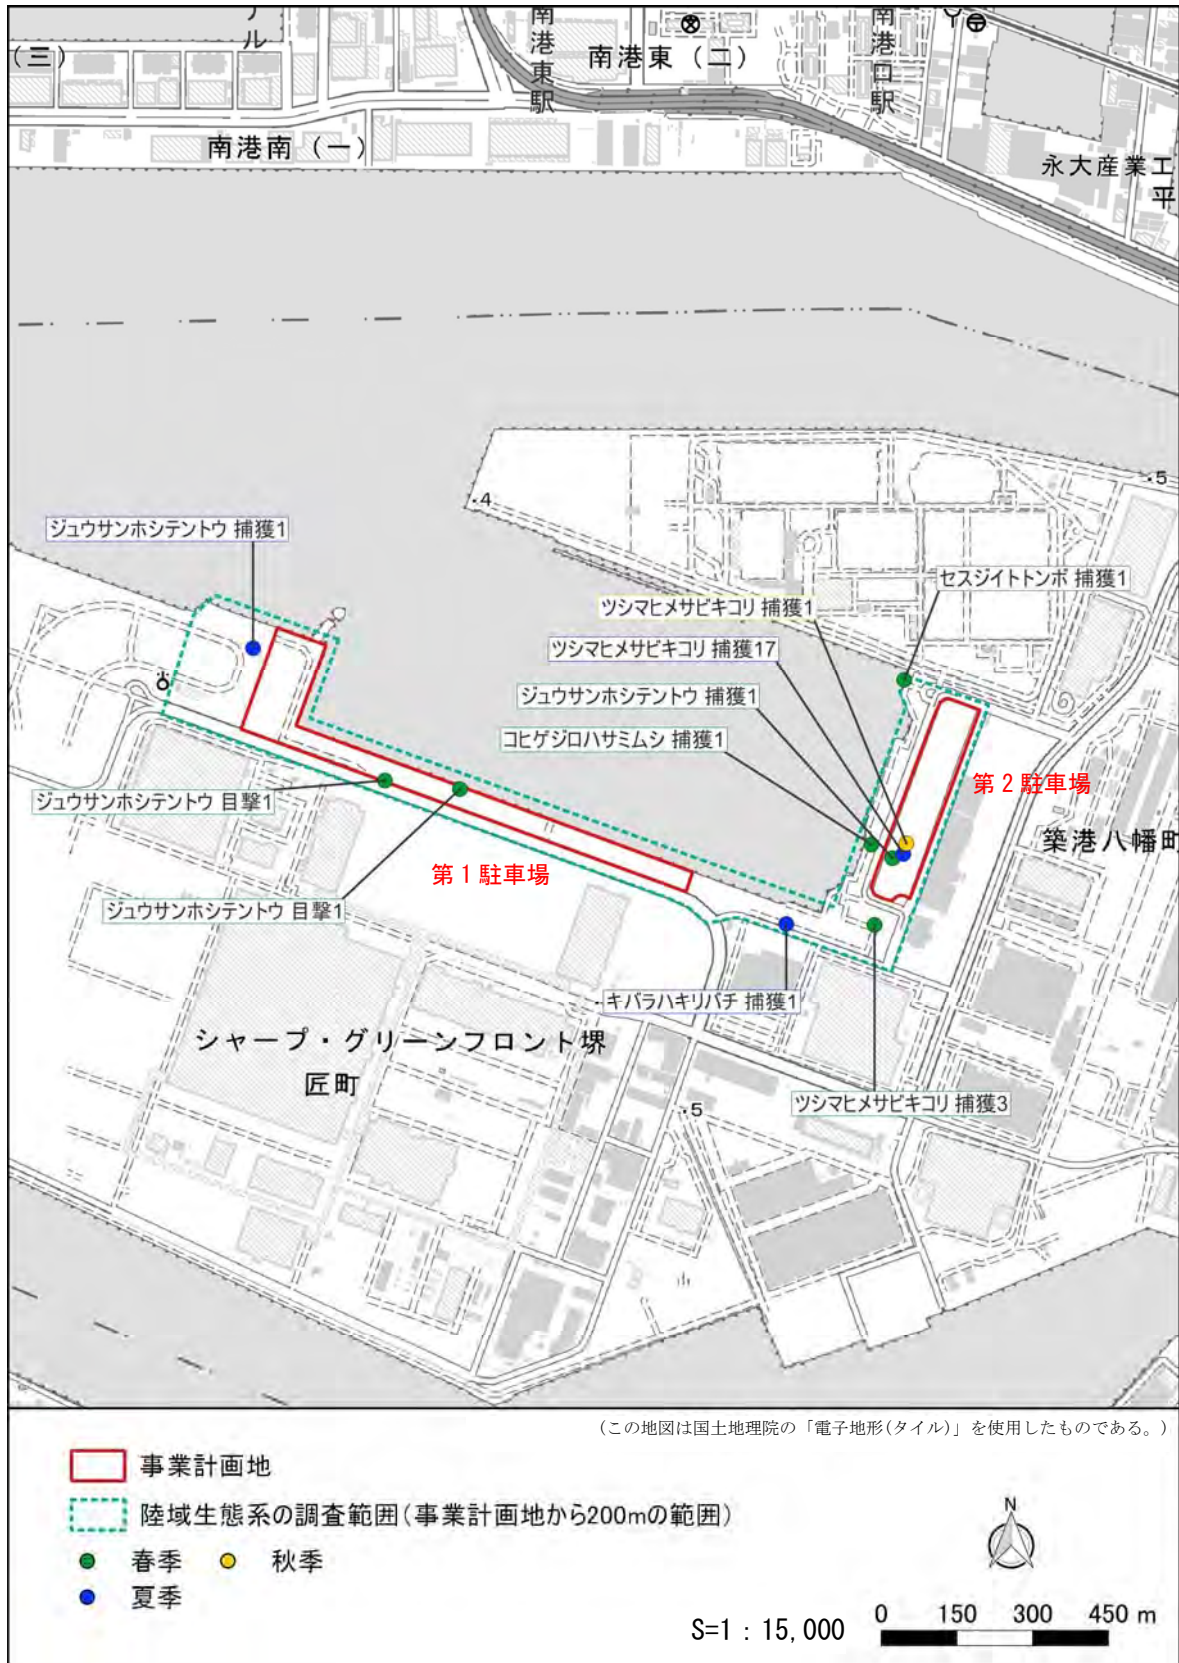 ナル
南港東駅
南港東（二）
南港口駅
（三）
南港南（一）
永大産業工
平
.4
.5
ジュウサンホシテントウ 捕獲1
セスジイトトンボ 捕獲1
ツシマヒメサビキコリ 捕獲1
ツシマヒメサビキコリ 捕獲17
ジュウサンホシテントウ 捕獲1
コヒゲジロハサミムシ 捕獲1
第2駐車場
ジュウサンホシテントウ 目撃1
築港八幡町
第1駐車場
ジュウサンホシテントウ 目撃1
キバラハキリバチ 捕獲1
シャープ・グリーンフロント堺
匠町
ツシマヒメサビキコリ 捕獲3
.5
(この地図は国土地理院の「電子地形(タイル)」を使用したものである。)
事業計画地
陸域生態系の調査範囲(事業計画地から200mの範囲)
春季 秋季
夏季
N
S=1：15,000
0 150 300 450 m